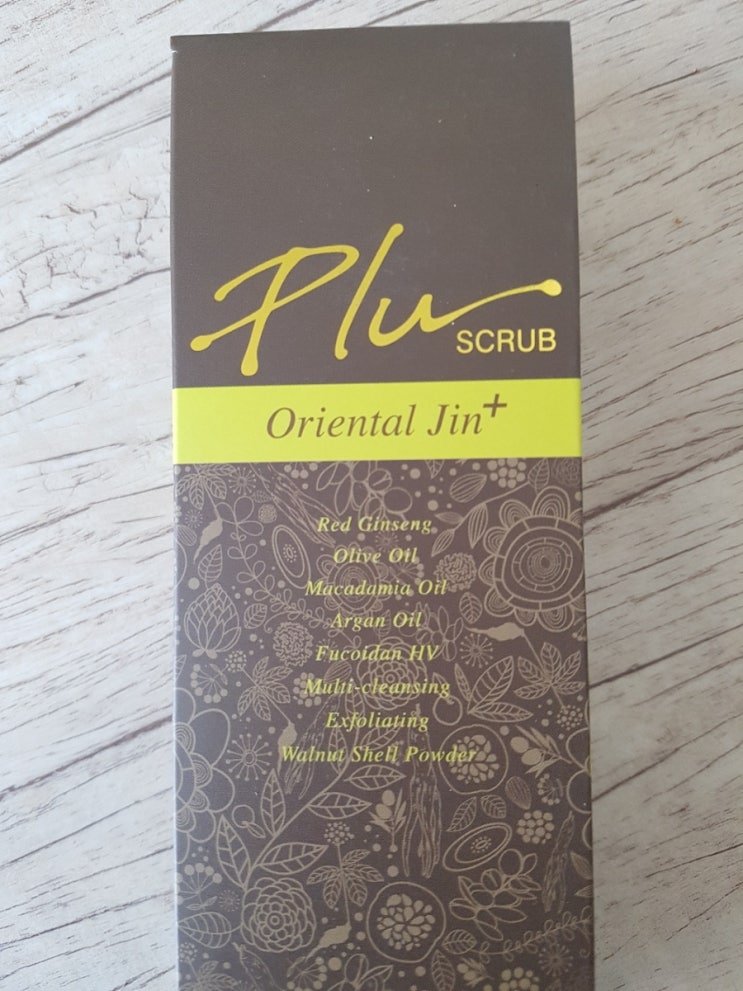 Plu
SCRUB
Oriental Jin+
Red Ginseng
Olive Oil
Macadamia Oil
Argan Oil
Fucoidan HV
Multi-cleansing
Exfoliating
Walnut Shell Powder